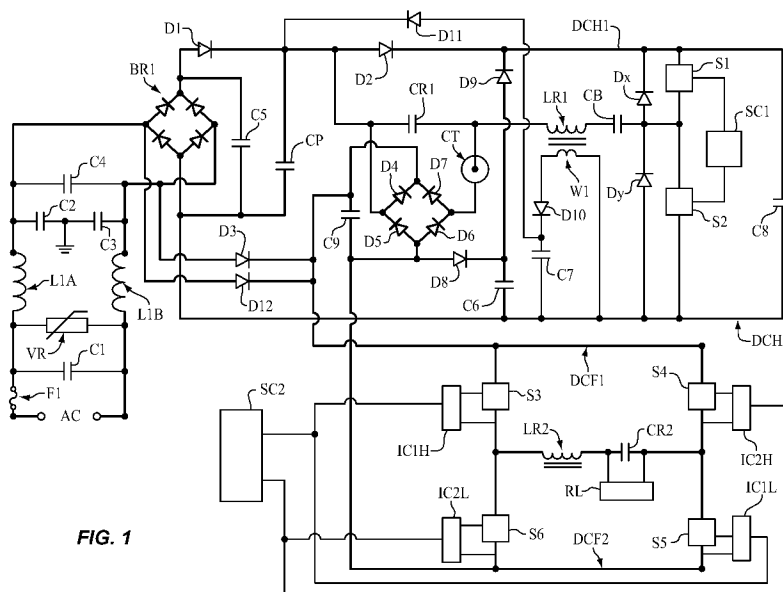 D1
D11
DCH1
BR1
D2
D9
Dx
S1
C5
CR1
LR1
CB
SC1
CP
CT
C4
D4
D7
W1
Dy
C2
C3
D3
C9
D5
D6
D10
S2
C8
L1A
L1B
D12
D8
C6
C7
VR
C1
DCH
F1
AC
SC2
S3
DCF1
S4
IC1H
LR2
CR2
IC2H
RL
IC2L
IC1L
S6
S5
DCF2
FIG. 1